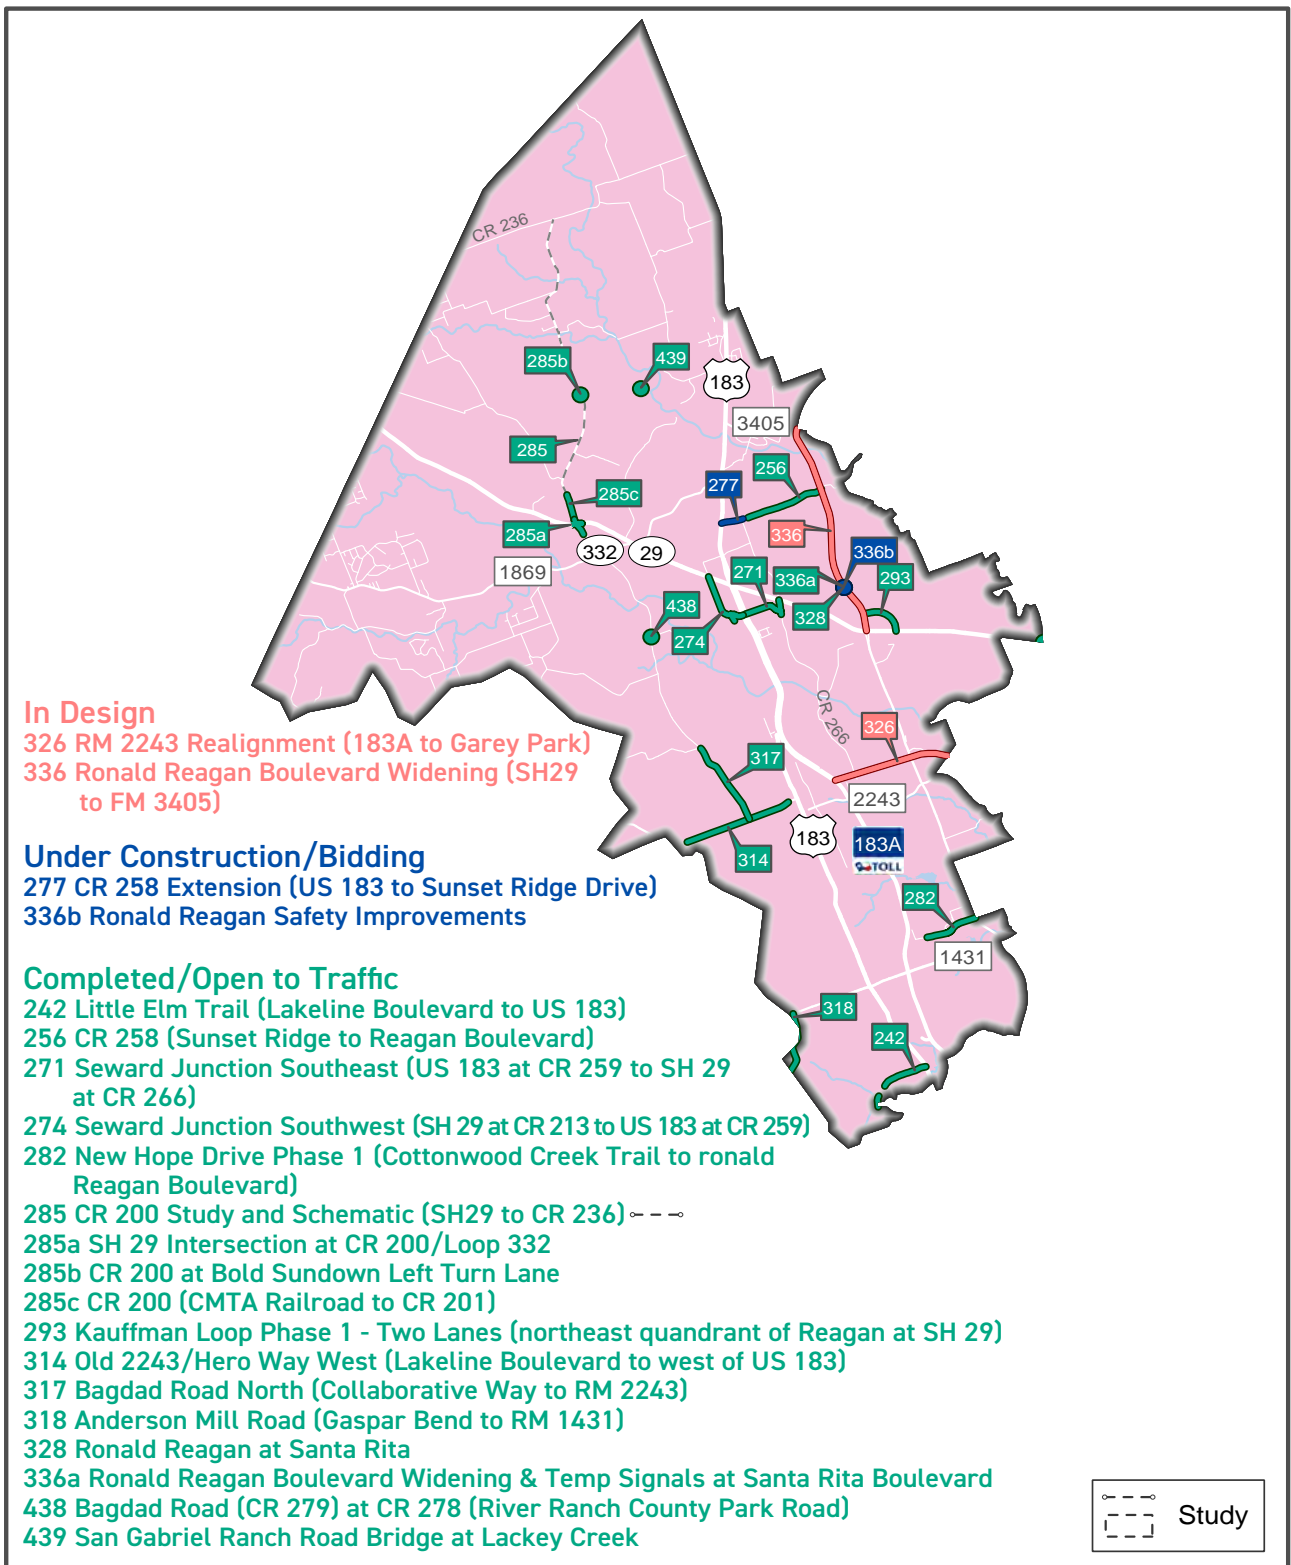 CR 236
285b
439
183
3405
285
256
277
285c
336
285a
332
29
336b
1869
271
336a
293
328
438
274
CR 266
326
317
2243
183
183A
TOLL
314
282
1431
318
242
In Design
326 RM 2243 Realignment (183A to Garey Park)
336 Ronald Reagan Boulevard Widening (SH29
to FM 3405)
Under Construction/Bidding
277 CR 258 Extension (US 183 to Sunset Ridge Drive)
336b Ronald Reagan Safety Improvements
Completed/Open to Traffic
242 Little Elm Trail (Lakeline Boulevard to US 183)
256 CR 258 (Sunset Ridge to Reagan Boulevard)
271 Seward Junction Southeast (US 183 at CR 259 to SH 29
at CR 266)
274 Seward Junction Southwest (SH 29 at CR 213 to US 183 at CR 259)
282 New Hope Drive Phase 1 (Cottonwood Creek Trail to ronald
Reagan Boulevard)
285 CR 200 Study and Schematic (SH29 to CR 236)
285a SH 29 Intersection at CR 200/Loop 332
285b CR 200 at Bold Sundown Left Turn Lane
285c CR 200 (CMTA Railroad to CR 201)
293 Kauffman Loop Phase 1 - Two Lanes (northeast quandrant of Reagan at SH 29)
314 Old 2243/Hero Way West (Lakeline Boulevard to west of US 183)
317 Bagdad Road North (Collaborative Way to RM 2243)
318 Anderson Mill Road (Gaspar Bend to RM 1431)
328 Ronald Reagan at Santa Rita
336a Ronald Reagan Boulevard Widening & Temp Signals at Santa Rita Boulevard
438 Bagdad Road (CR 279) at CR 278 (River Ranch County Park Road)
439 San Gabriel Ranch Road Bridge at Lackey Creek
Study